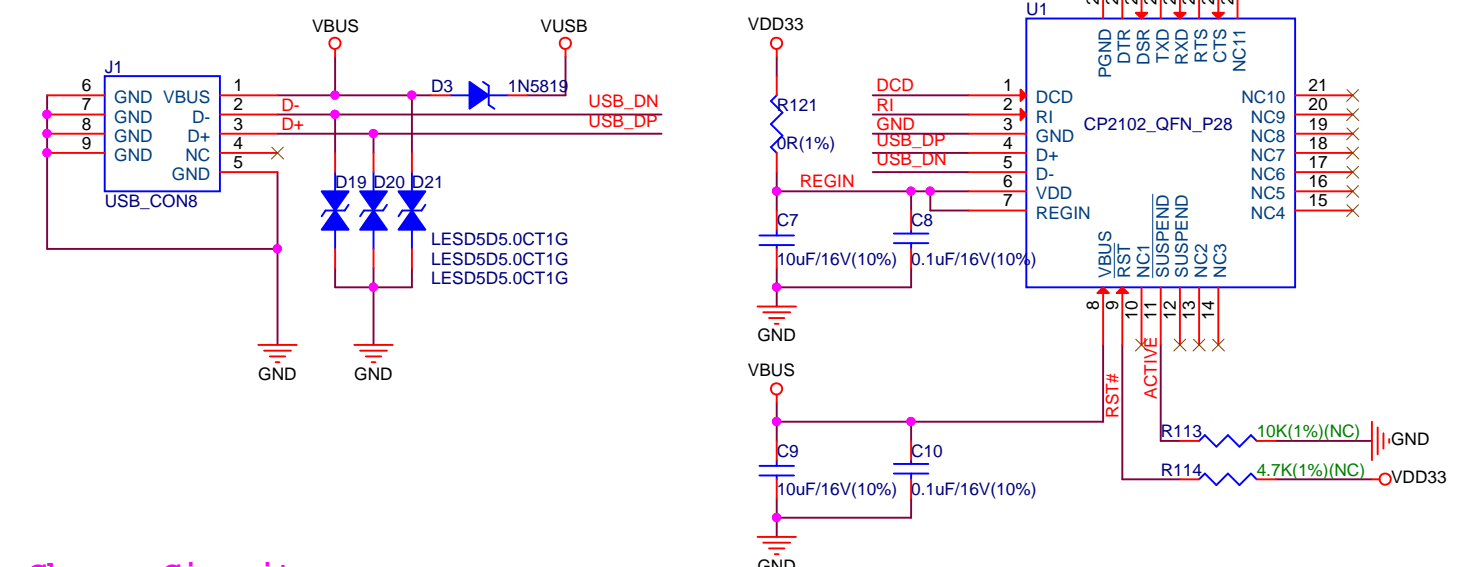 VBUS
VUSB
J1
D3
1N5819
6 GND VBUS 1
7 GND D- 2 D- USB_DN
8 GND D+ 3 D+ USB_DP
9 GND NC 4
GND 5
USB_CON8
D19 D20 D21
LESD5D5.0CT1G
LESD5D5.0CT1G
LESD5D5.0CT1G
GND
GND
VDD33
R121
0R(1%)
REGIN
C7
10uF/16V(10%)
C8
0.1uF/16V(10%)
GND
U1
PGND
DTR
DSR
TXD
RXD
RTS
CTS
NC11
DCD 1 DCD
RI 2 RI
GND 3 GND
USB_DP 4 D+
USB_DN 5 D-
6 VDD
7 REGIN
CP2102_QFN_P28
NC10 21
NC9 20
NC8 19
NC7 18
NC6 17
NC5 16
NC4 15
VBUS
RST
NC1
SUSPEND
SUSPEND
NC2
NC3
8
9
10
11
12
13
14
RST#
ACTIVE
VBUS
C9
10uF/16V(10%)
C10
0.1uF/16V(10%)
GND
R113 10K(1%)(NC) GND
R114 4.7K(1%)(NC) VDD33